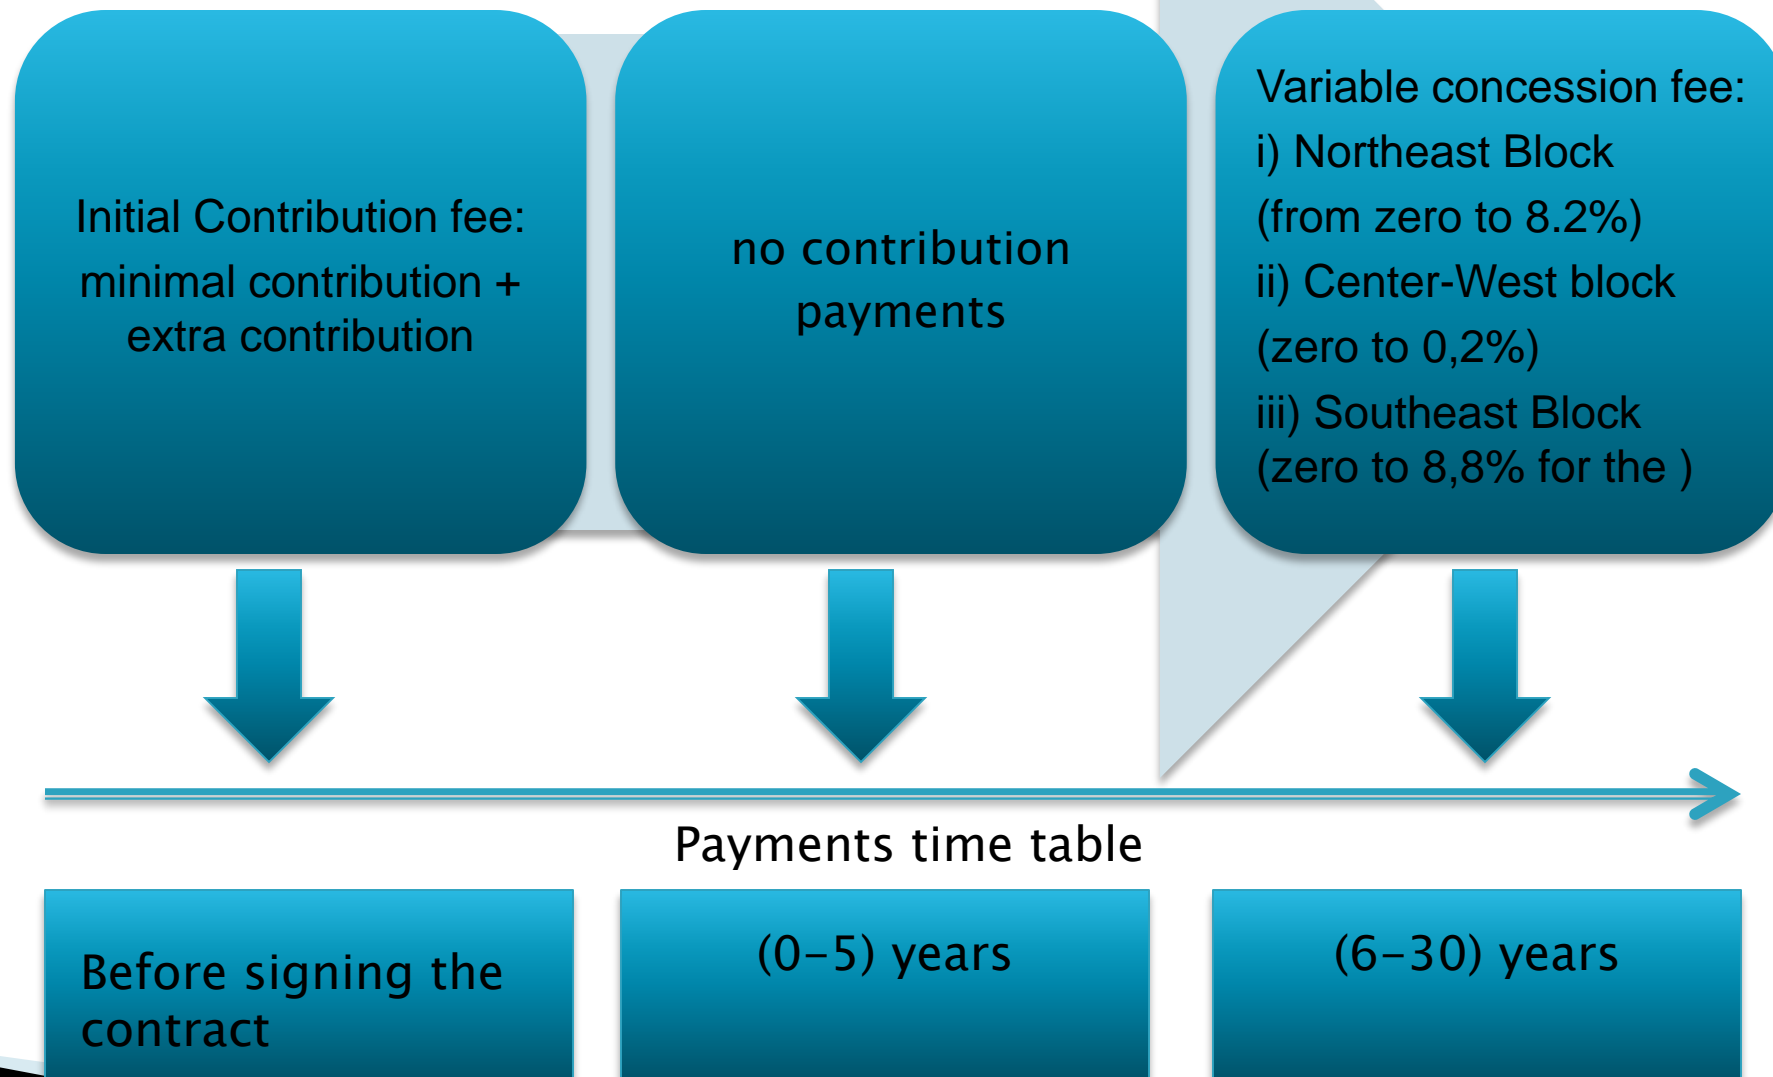 Initial Contribution fee:
minimal contribution +
extra contribution
no contribution
payments
Variable concession fee:
i) Northeast Block
(from zero to 8.2%)
ii) Center-West block
(zero to 0,2%)
iii) Southeast Block
(zero to 8,8% for the )
Payments time table
Before signing the
contract
(0-5) years
(6-30) years